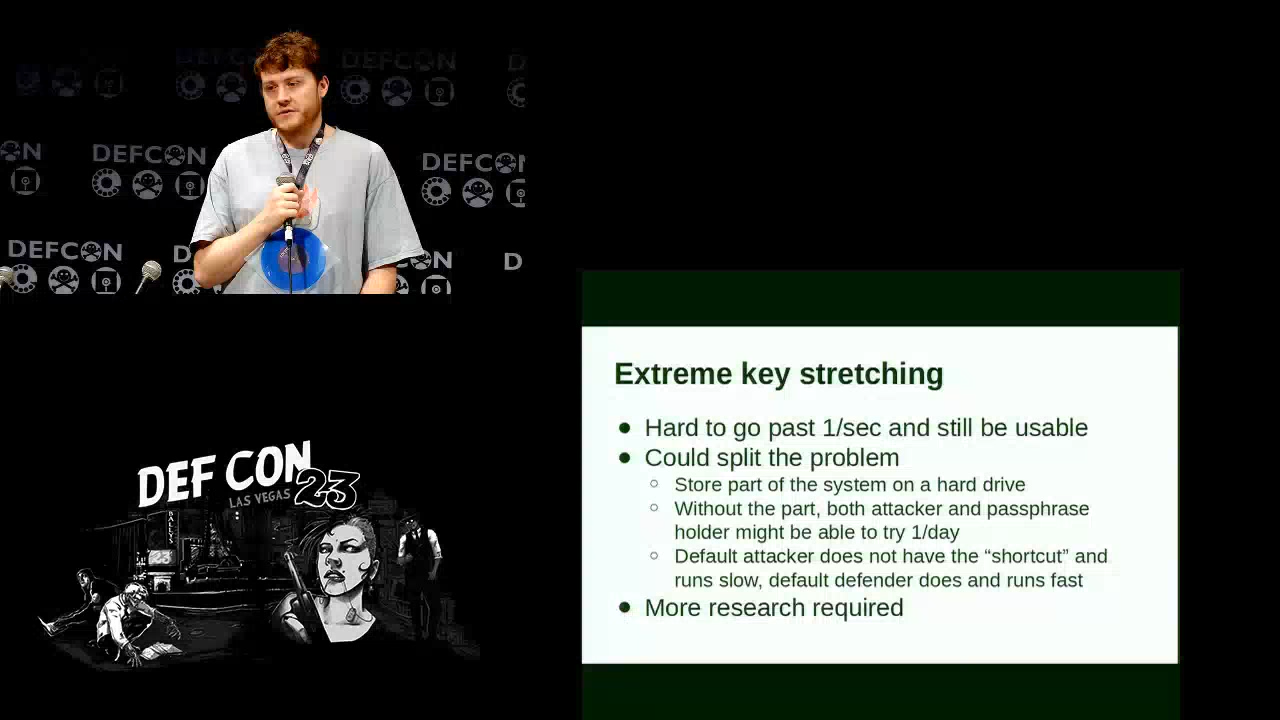 DEFCON
DEFCON
DEFCON
DEFCON
DEFCON
D
D
DEF CON
LAS VEGAS 23
BALLYS
Extreme key stretching
● Hard to go past 1/sec and still be usable
● Could split the problem
○ Store part of the system on a hard drive
○ Without the part, both attacker and passphrase
holder might be able to try 1/day
○ Default attacker does not have the “shortcut” and
runs slow, default defender does and runs fast
● More research required